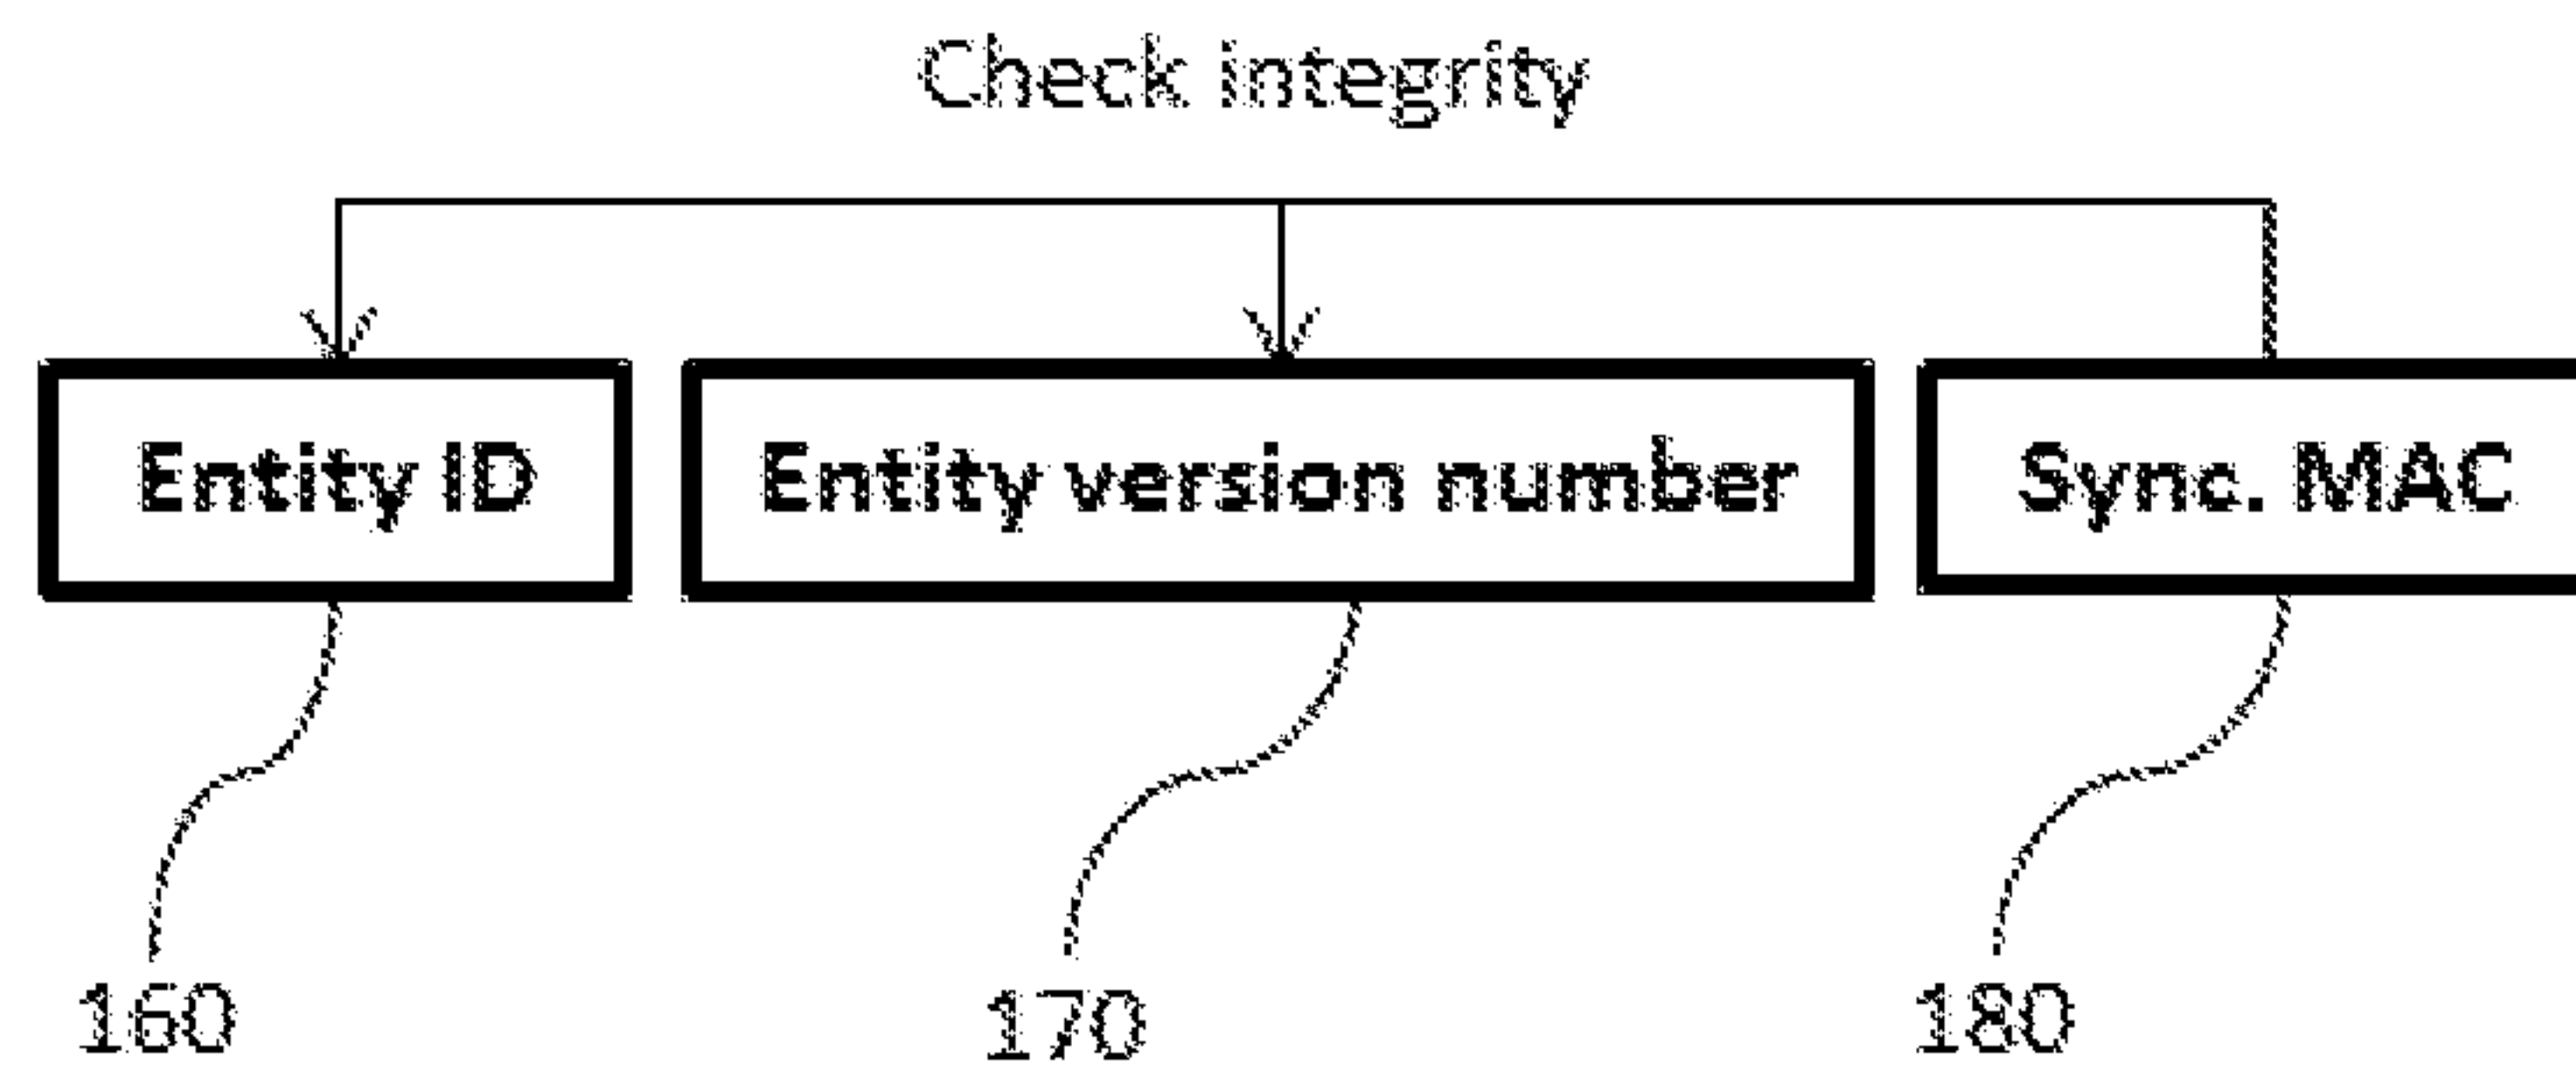 Check integrity
Entity ID
Entity version number
Sync. MAC
160
170
180